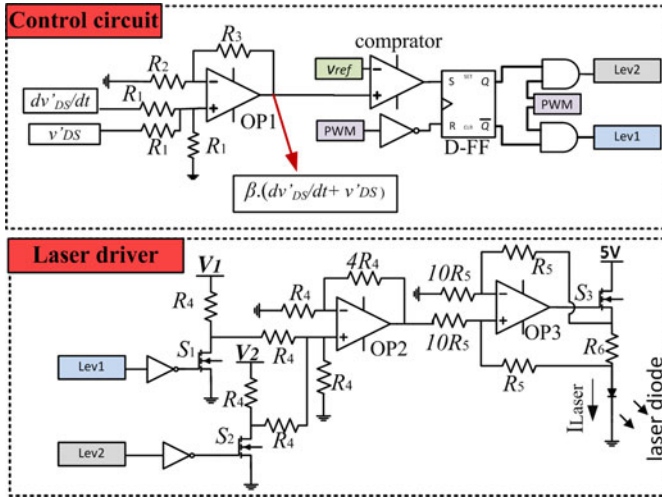 Control circuit
R3
R2
comprator
Vref
S SET Q
Lev2
dv'DS/dt
R1
OP1
PWM
v'DS
R1
R1
PWM
R CLR Q
Lev1
D-FF
β.(dv'DS/dt+ v'DS)
Laser driver
V1
4R4
R5
5V
R4
R4
10R5
S3
S1
R4
OP2
10R5
OP3
R6
Lev1
V2
R4
R4
R5
ILaser
R4
Lev2
S2
laser diode